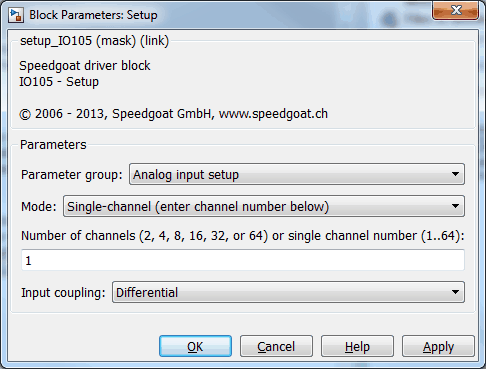 Block Parameters: Setup
setup_IO105 (mask) (link)
Speedgoat driver block
IO105 - Setup
© 2006 - 2013, Speedgoat GmbH, www.speedgoat.ch
Parameters
Parameter group: Analog input setup
Mode: Single-channel (enter channel number below)
Number of channels (2, 4, 8, 16, 32, or 64) or single channel number (1..64):
1
Input coupling: Differential
OK Cancel Help Apply